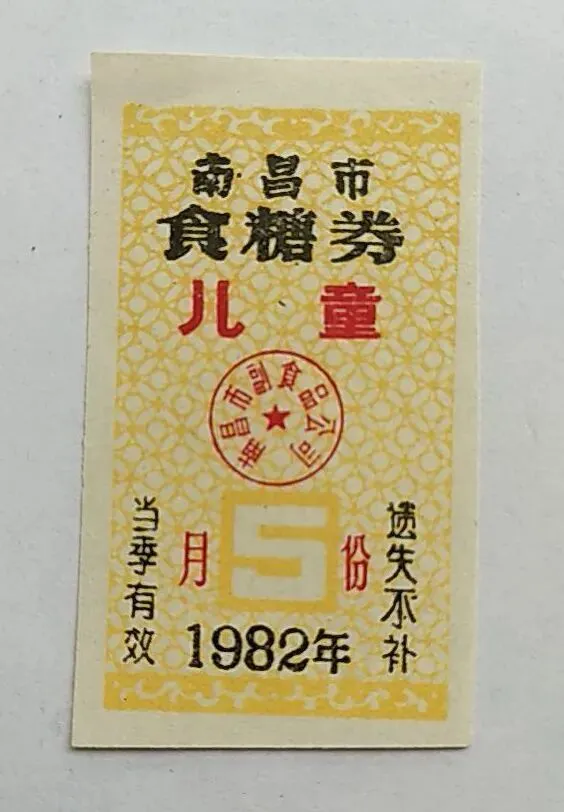 南昌市
食糖券
儿童
南昌市副食品公司
当季有效
月5份
遗失不补
1982年